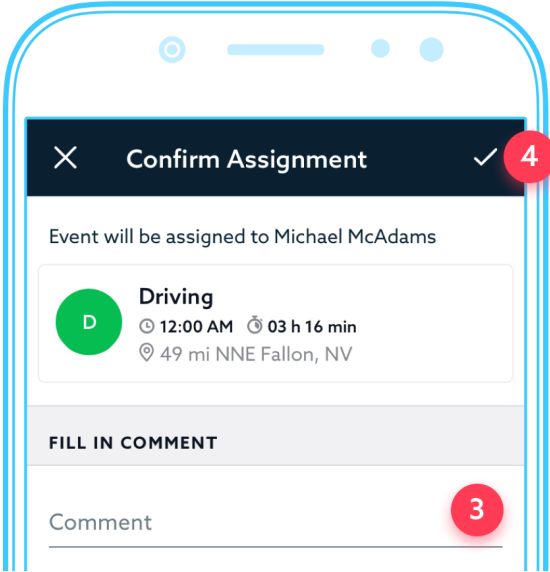 Confirm Assignment
4
Event will be assigned to Michael McAdams
D
Driving
12:00 AM 03 h 16 min
49 mi NNE Fallon, NV
FILL IN COMMENT
Comment
3